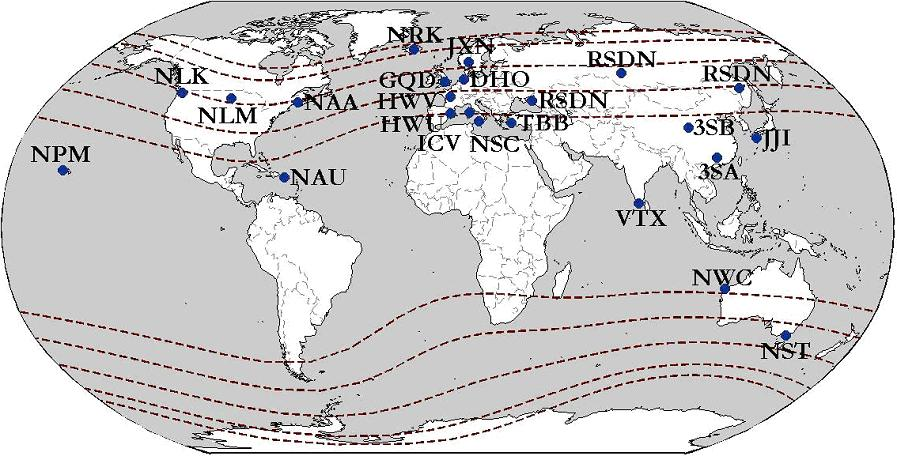 NRK
JXN
RSDN
RSDN
NLK
GQD
DHO
NAA
HWV
RSDN
NLM
HWU
TBB
3SB
JJI
ICV
NSC
NPM
3SA
NAU
VTX
NWC
NST